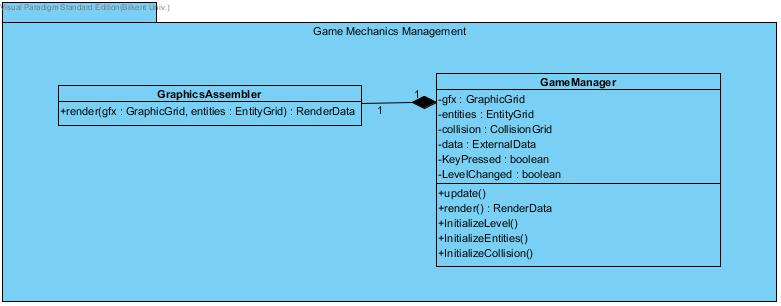 Visual Paradigm Standard Edition(Bilkent Univ.)
Game Mechanics Management
GraphicsAssembler
+render(gfx : GraphicGrid, entities : EntityGrid) : RenderData
1
1
GameManager
-gfx : GraphicGrid
-entities : EntityGrid
-collision : CollisionGrid
-data : ExternalData
-KeyPressed : boolean
-LevelChanged : boolean
+update()
+render() : RenderData
+InitializeLevel()
+InitializeEntities()
+InitializeCollision()